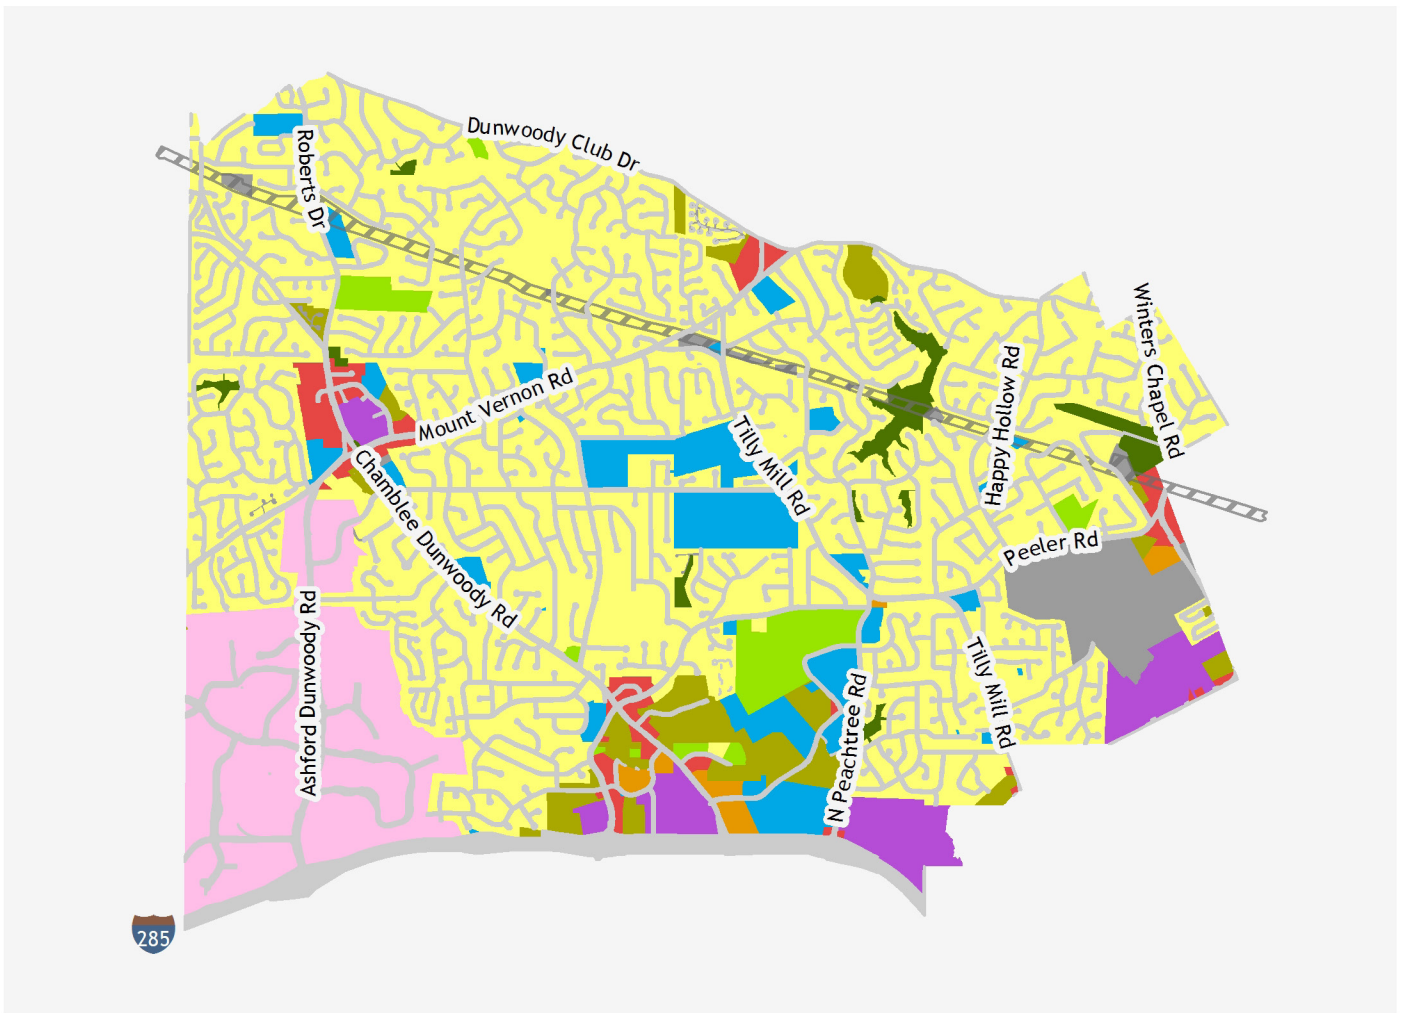 Dunwoody Club Dr
Roberts Dr
Winters Chapel Rd
Happy Hollow Rd
Mount Vernon Rd
Tilly Mill Rd
Chamblee Dunwoody Rd
Peeler Rd
Ashford Dunwoody Rd
Tilly Mill Rd
N Peachtree Rd
285